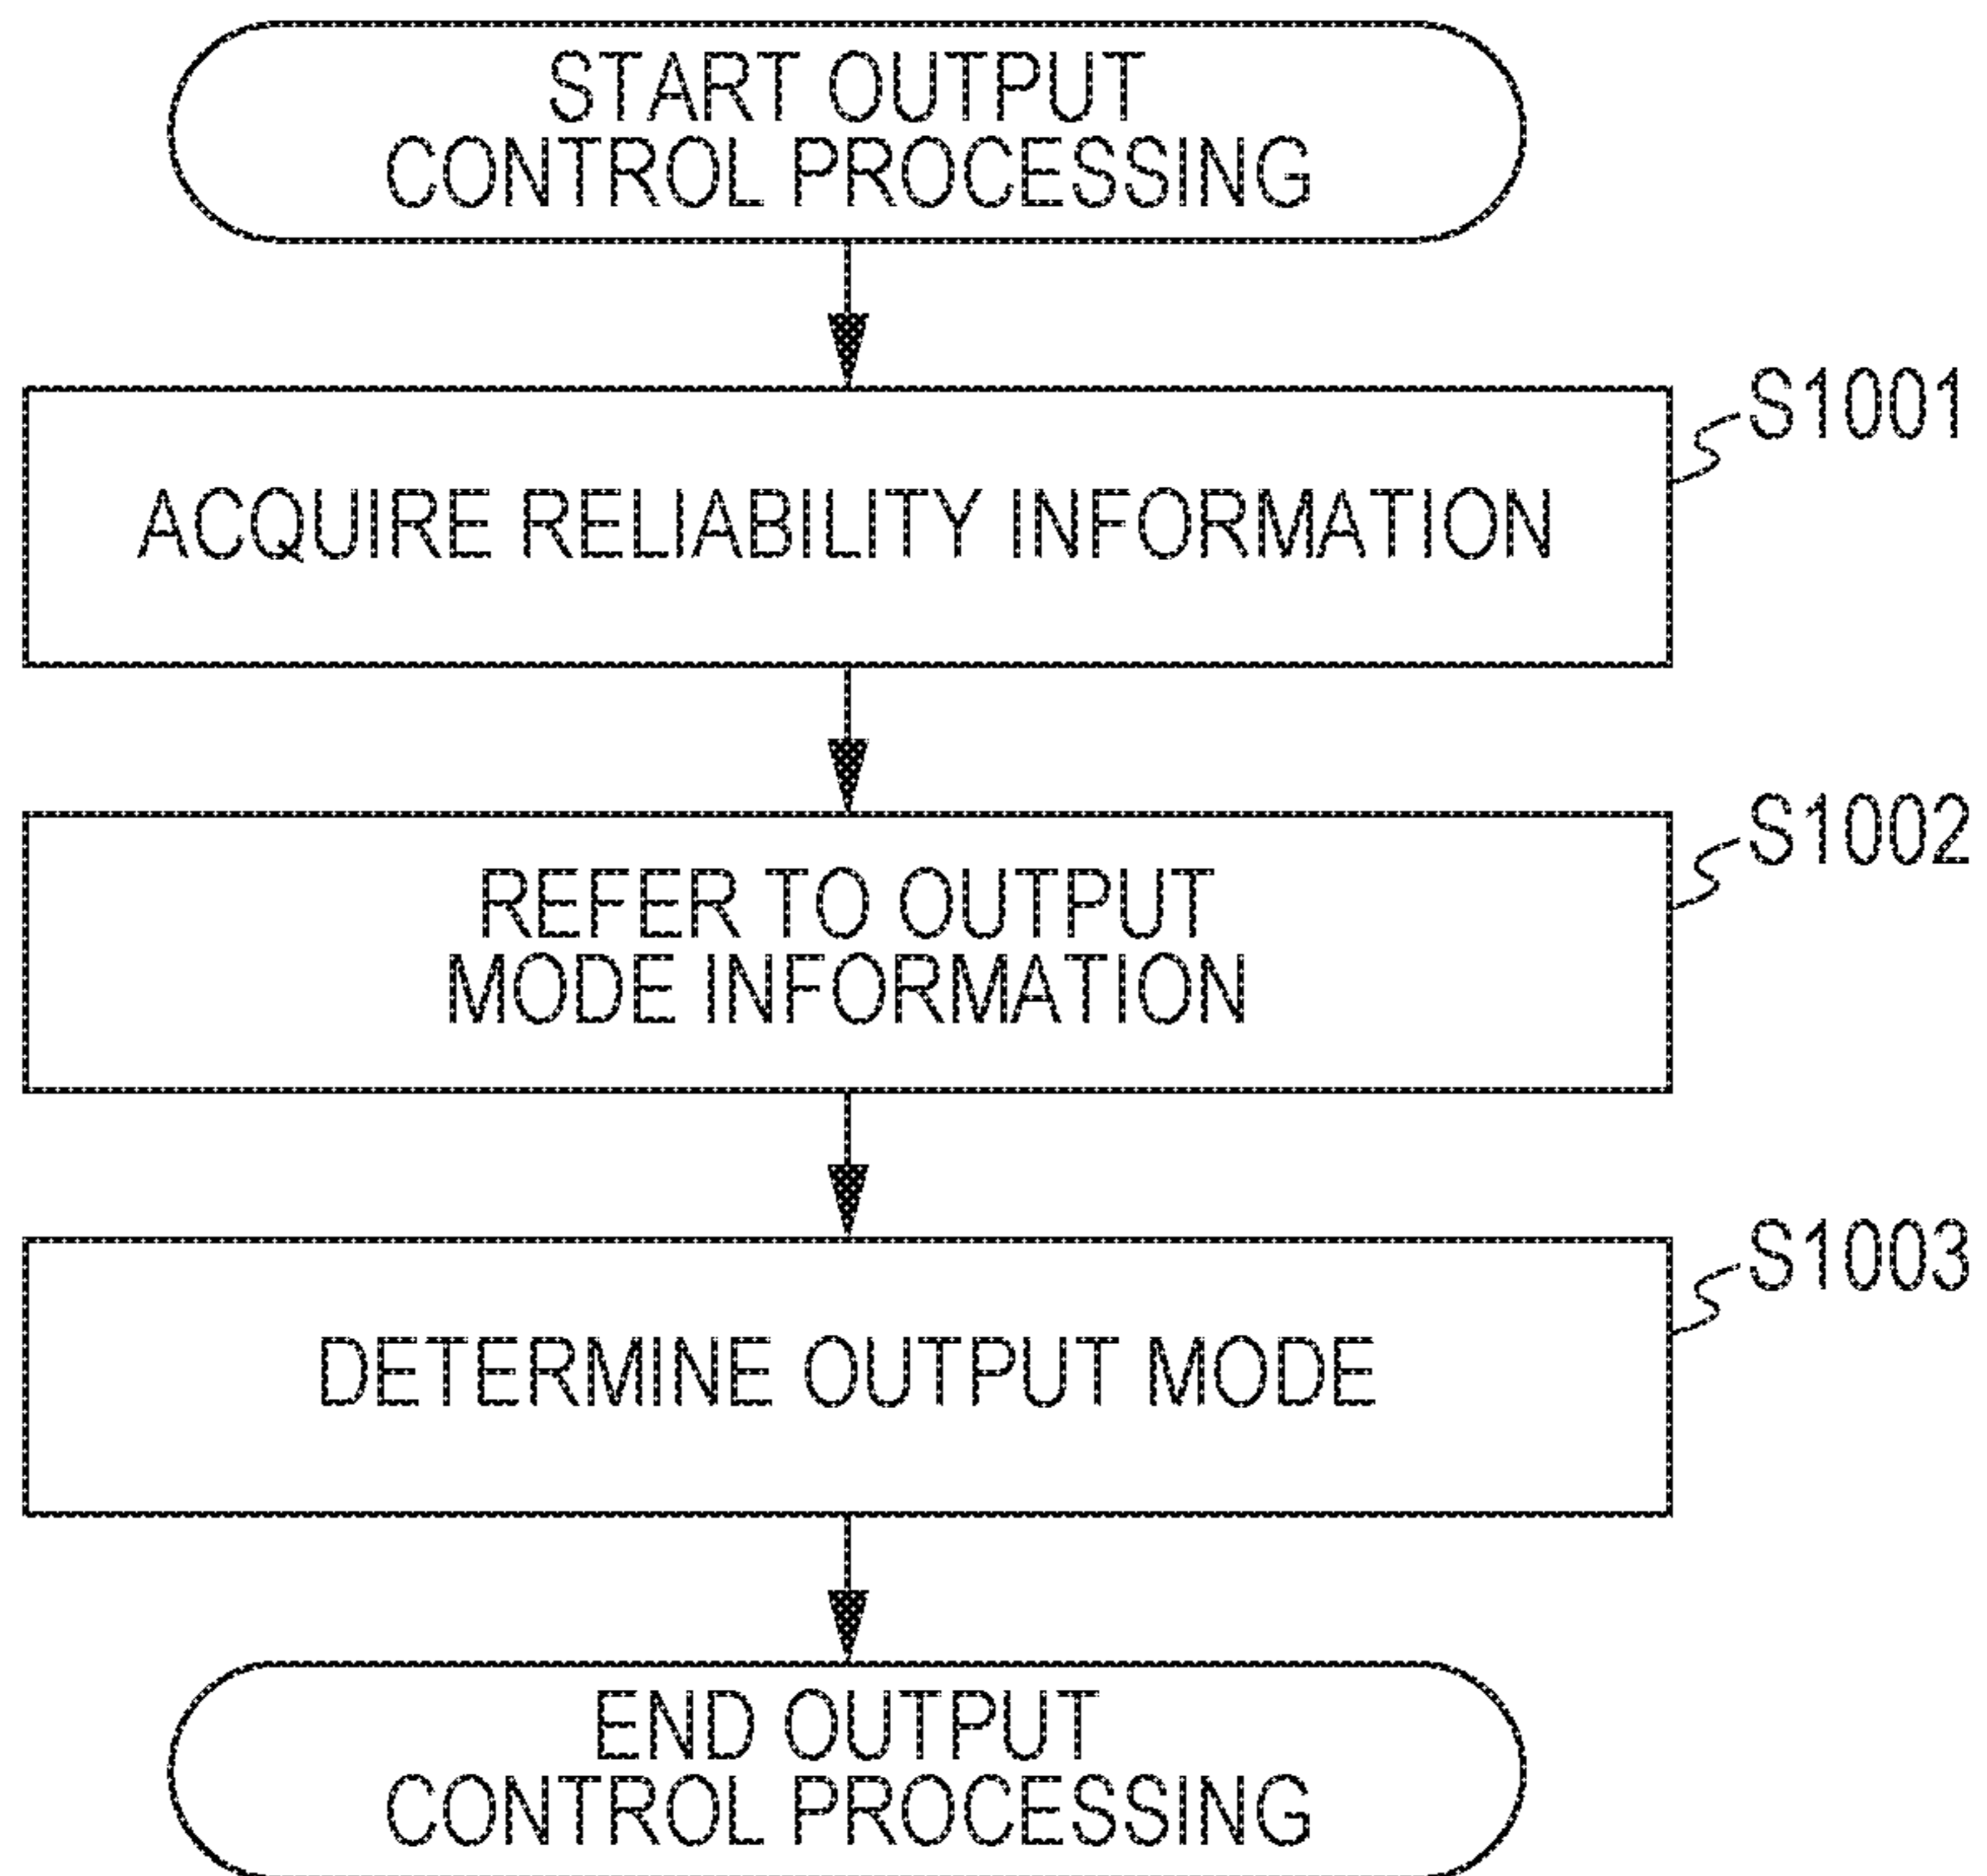 START OUTPUT
CONTROL PROCESSING
S1001
ACQUIRE RELIABILITY INFORMATION
S1002
REFER TO OUTPUT
MODE INFORMATION
S1003
DETERMINE OUTPUT MODE
END OUTPUT
CONTROL PROCESSING